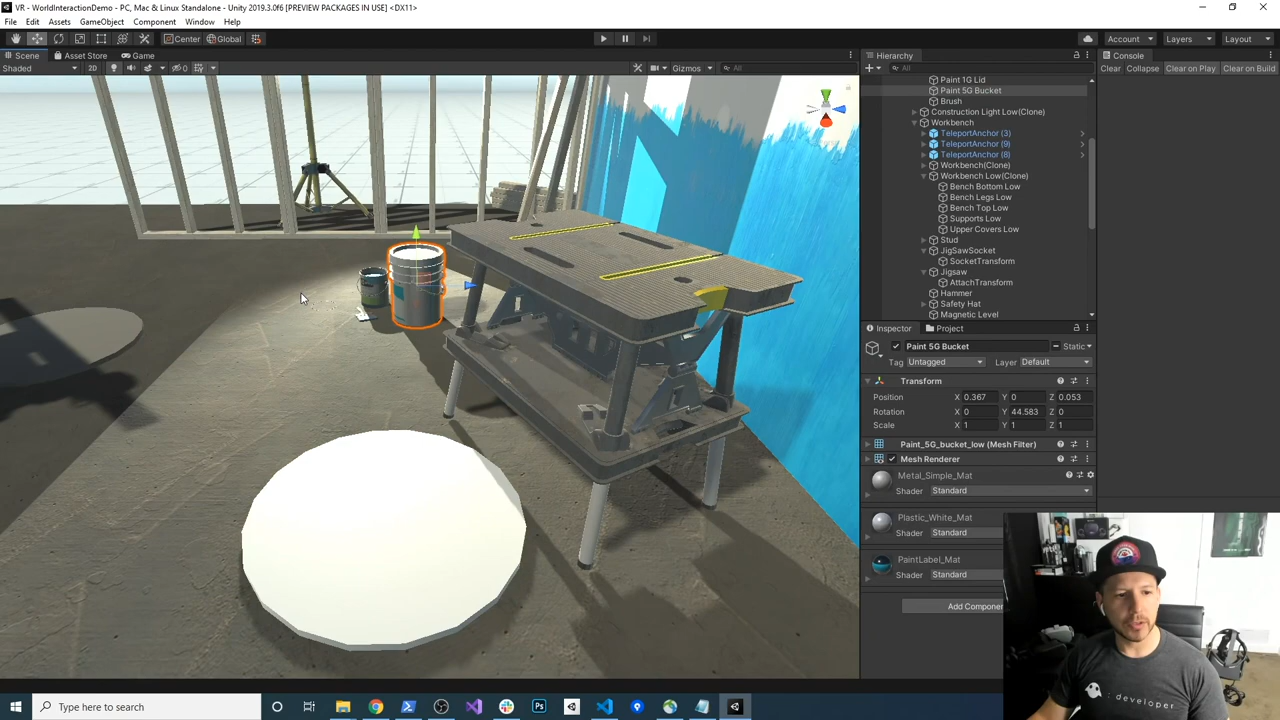 VR - WorldInteractionDemo - PC, Mac & Linux Standalone - Unity 2019.3.0f6 [PREVIEW PACKAGES IN USE] <DX11>
File Edit Assets GameObject Component Window Help
Center Global Account Layers Layout
Scene Asset Store Game
Shaded 2D 0 Gizmos All
Hierarchy
All
Paint 1G Lid
Paint 5G Bucket
Brush
Construction Light Low(Clone)
Workbench
TeleportAnchor (3)
TeleportAnchor (9)
TeleportAnchor (8)
Workbench(Clone)
Workbench Low(Clone)
Bench Bottom Low
Bench Legs Low
Bench Top Low
Supports Low
Upper Covers Low
Stud
JigSawSocket
SocketTransform
Jigsaw
AttachTransform
Hammer
Safety Hat
Magnetic Level
Console
Clear Collapse Clear on Play Clear on Build
Inspector Project
Paint 5G Bucket Static
Tag Untagged Layer Default
Transform
Position X 0.367 Y 0 Z 0.053
Rotation X 0 Y 44.583 Z 0
Scale X 1 Y 1 Z 1
Paint_5G_bucket_low (Mesh Filter)
Mesh Renderer
Metal_Simple_Mat
Shader Standard
Plastic_White_Mat
Shader Standard
PaintLabel_Mat
Shader Standard
Add Componen
: developer
Type here to search
Ps